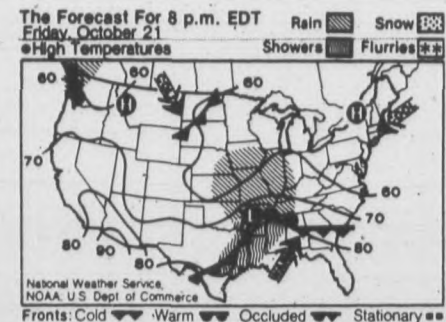 The Forecast For 8 p.m. EDT
Friday, October 21
●High Temperatures
Rain Snow
Showers Flurries
60 60 60
H H
70
60
70
L
80
80 90 80
National Weather Service,
NOAA, U.S. Dept. of Commerce
Fronts: Cold Warm Occluded Stationary